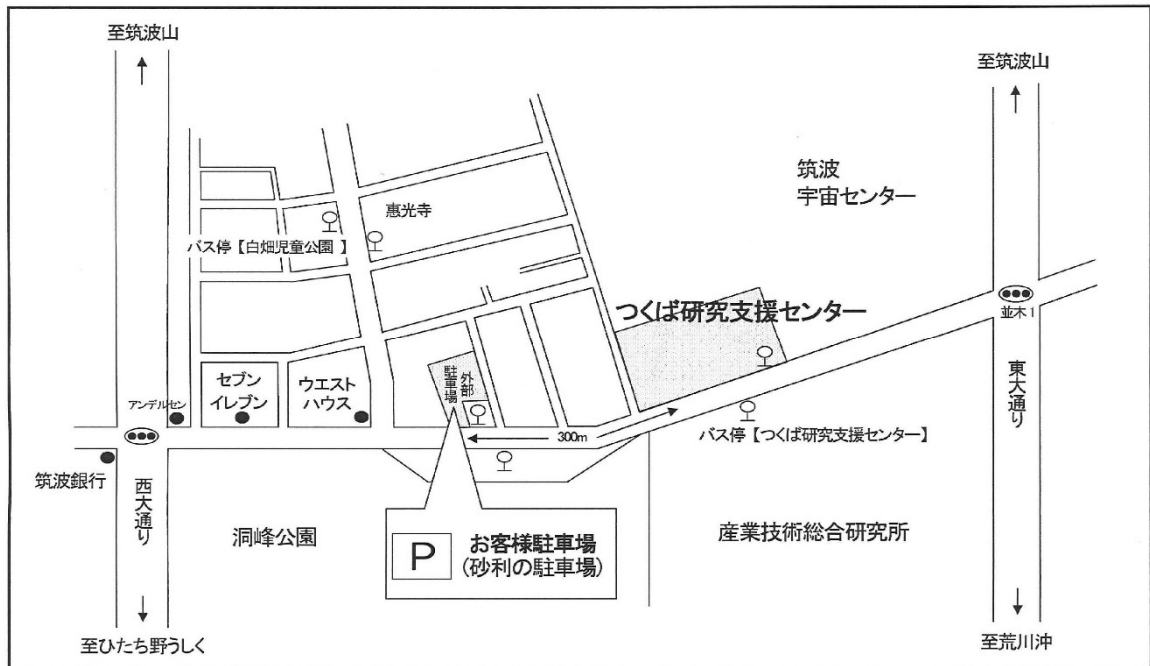 至筑波山
至筑波山
筑波
宇宙センター
恵光寺
バス停【白畑児童公園】
つくば研究支援センター
並木1
セブン
イレブン
ウエスト
ハウス
外部
駐車場
アンデルセン
東大通り
300m
バス停【つくば研究支援センター】
筑波銀行
西大通り
洞峰公園
P
お客様駐車場
(砂利の駐車場)
産業技術総合研究所
至ひたち野うしく
至荒川沖